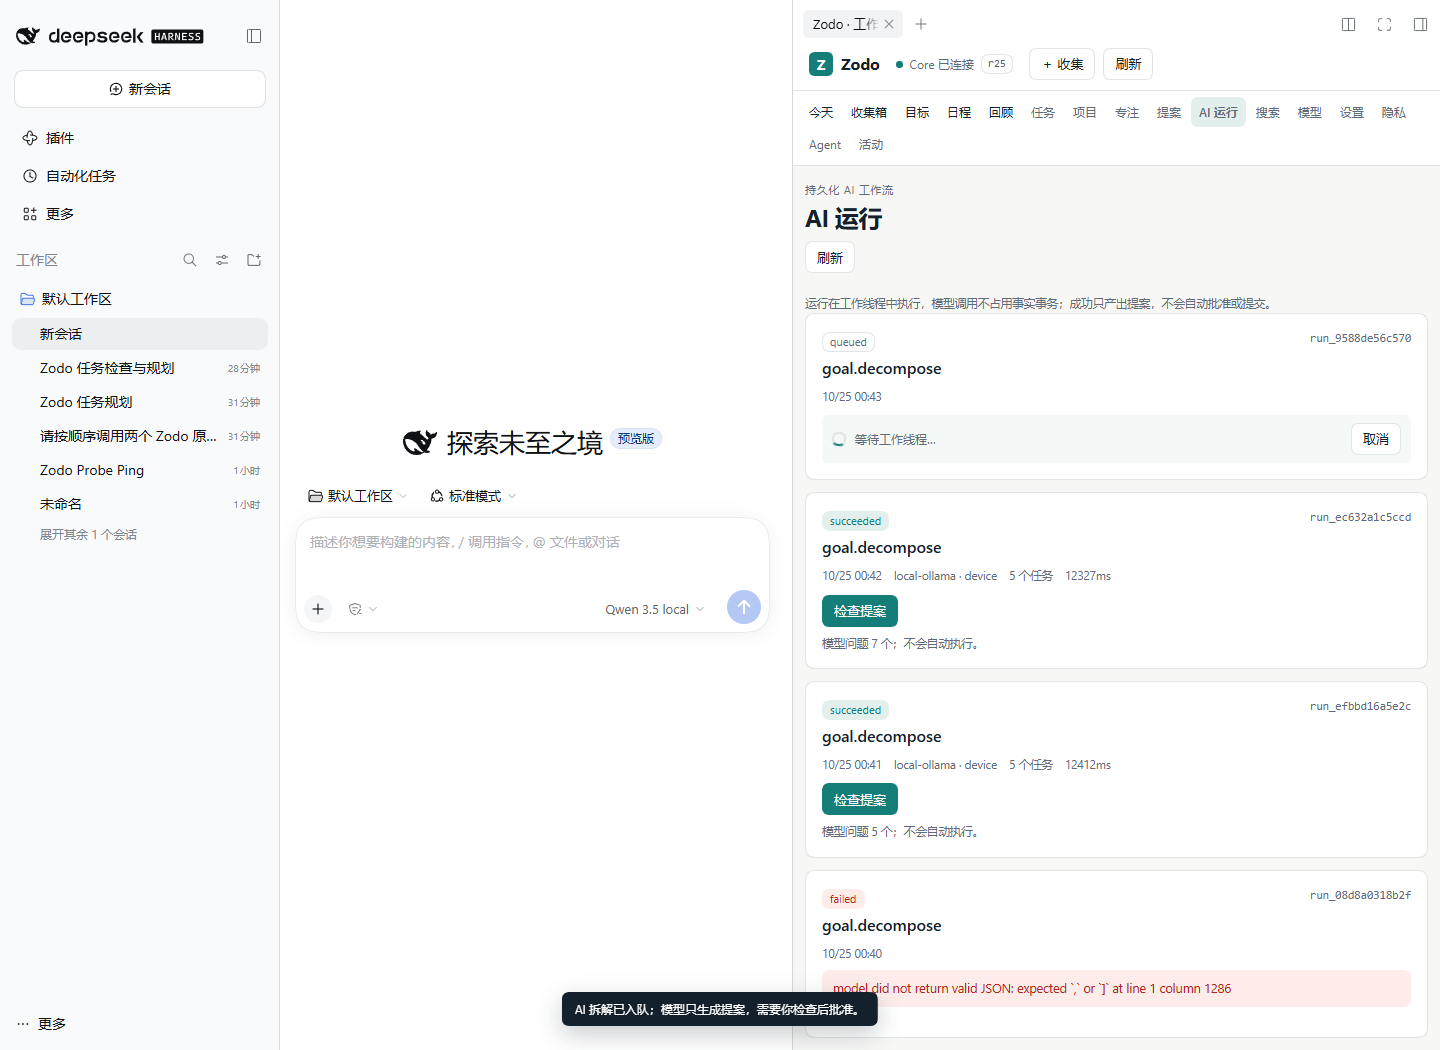 deepseek HARNESS
新会话
插件
自动化任务
更多
工作区
默认工作区
新会话
Zodo 任务检查与规划 28分钟
Zodo 任务规划 31分钟
请按顺序调用两个 Zodo 原... 31分钟
Zodo Probe Ping 1小时
未命名 1小时
展开其余 1 个会话
更多
探索未至之境 预览版
默认工作区 标准模式
描述你想要构建的内容, / 调用指令, @ 文件或对话
Qwen 3.5 local
Zodo · 工作
Z Zodo Core 已连接 r25 + 收集 刷新
今天 收集箱 目标 日程 回顾 任务 项目 专注 提案 AI 运行 搜索 模型 设置 隐私
Agent 活动
持久化 AI 工作流
AI 运行
刷新
运行在工作线程中执行，模型调用不占用事实事务；成功只产出提案，不会自动批准或提交。
queued run_9588de56c570
goal.decompose
10/25 00:43
等待工作线程... 取消
succeeded run_ec632a1c5ccd
goal.decompose
10/25 00:42 local-ollama · device 5 个任务 12327ms
检查提案
模型问题 7 个；不会自动执行。
succeeded run_efbbd16a5e2c
goal.decompose
10/25 00:41 local-ollama · device 5 个任务 12412ms
检查提案
模型问题 5 个；不会自动执行。
failed run_08d8a0318b2f
goal.decompose
10/25 00:40
model did not return valid JSON: expected `,` or `]` at line 1 column 1286
AI 拆解已入队；模型只生成提案，需要你检查后批准。